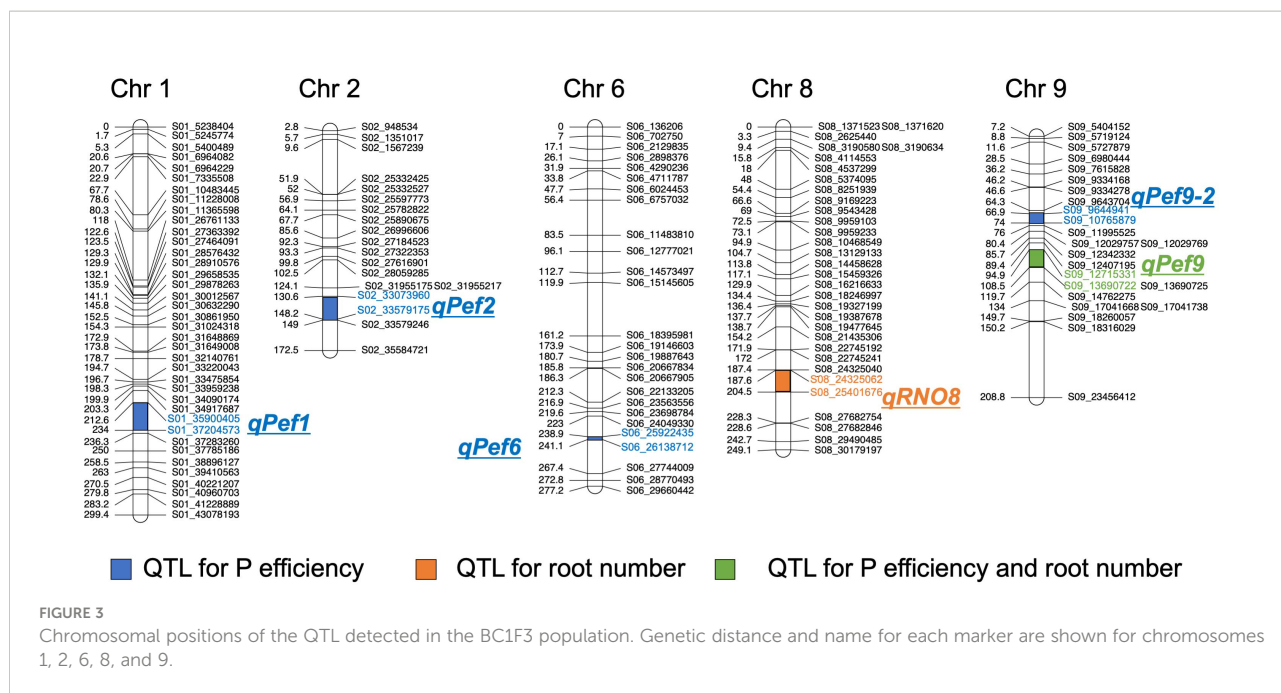 Chr 1
0 S01_5238404
1.7 S01_5245774
5.3 S01_5400489
20.6 S01_6964082
20.7 S01_6964229
22.9 S01_7335508
67.7 S01_10483445
78.6 S01_11228008
80.3 S01_11365598
118 S01_26761133
122.6 S01_27363392
123.5 S01_27464091
129.3 S01_28576432
129.9 S01_28910576
132.1 S01_29658535
135.9 S01_29878263
141.1 S01_30012567
145.8 S01_30632290
152.5 S01_30861950
154.3 S01_31024318
172.9 S01_31648869
173.8 S01_31649008
178.7 S01_32140761
194.7 S01_33220043
196.7 S01_33475854
198.3 S01_33959238
199.9 S01_34090174
203.3 S01_34917687
212.6 S01_35900405
234 S01_37204573
qPef1
236.3 S01_37283260
250 S01_37785186
258.5 S01_38896127
263 S01_39410563
270.5 S01_40221207
279.8 S01_40960703
283.2 S01_41228889
299.4 S01_43078193
Chr 2
2.8 S02_948534
5.7 S02_1351017
9.6 S02_1567239
51.9 S02_25332425
52 S02_25332527
56.9 S02_25597773
64.1 S02_25782822
67.7 S02_25890675
85.6 S02_26996606
92.3 S02_27184523
93.3 S02_27322353
99.8 S02_27616901
102.5 S02_28059285
124.1 S02_31955175 S02_31955217
130.6 S02_33073960
148.2 S02_33579175
qPef2
149 S02_33579246
172.5 S02_35584721
Chr 6
0 S06_136206
7 S06_702750
17.1 S06_2129835
26.1 S06_2898376
31.9 S06_4290236
33.8 S06_4711787
47.7 S06_6024453
56.4 S06_6757032
83.5 S06_11483810
96.1 S06_12777021
112.7 S06_14573497
119.9 S06_15145605
161.2 S06_18395981
173.9 S06_19146603
180.7 S06_19887643
185.8 S06_20667834
186.3 S06_20667905
212.3 S06_22133205
216.9 S06_23563556
219.6 S06_23698784
223 S06_24049330
238.9 S06_25922435
qPef6
241.1 S06_26138712
267.4 S06_27744009
272.8 S06_28770493
277.2 S06_29660442
Chr 8
0 S08_1371523 S08_1371620
3.3 S08_2625440
9.4 S08_3190580 S08_3190634
15.8 S08_4114553
18 S08_4537299
48 S08_5374095
54.4 S08_8251939
66.6 S08_9169223
69 S08_9543428
72.5 S08_9959103
73.1 S08_9959233
94.9 S08_10468549
104.7 S08_13129133
113.8 S08_14458628
117.1 S08_15459326
129.8 S08_16216633
134.4 S08_18246997
136.4 S08_19327199
137.7 S08_19387678
138.7 S08_19477645
154.2 S08_21435306
171.9 S08_22745192
172 S08_22745241
187.4 S08_24325040
187.6 S08_24325062
204.5 S08_25401676
qRNO8
228.3 S08_27682754
228.6 S08_27682846
242.7 S08_29490485
249.1 S08_30179197
Chr 9
7.2 S09_5404152
8.8 S09_5719124
11.6 S09_5727879
28.5 S09_6980444
36.2 S09_7615828
46.2 S09_9334168
46.6 S09_9334278
64.3 S09_9643704
qPef9-2
66.9 S09_9644941
74 S09_10765879
76 S09_11995525
80.4 S09_12029757 S09_12029769
85.7 S09_12342332
89.4 S09_12407195
qPef9
94.9 S09_12715331
108.5 S09_13690722 S09_13690725
119.7 S09_14762275
134 S09_17041668 S09_17041738
149.7 S09_18260057
150.2 S09_18316029
208.8 S09_23456412
QTL for P efficiency
QTL for root number
QTL for P efficiency and root number
FIGURE 3
Chromosomal positions of the QTL detected in the BC1F3 population. Genetic distance and name for each marker are shown for chromosomes
1, 2, 6, 8, and 9.